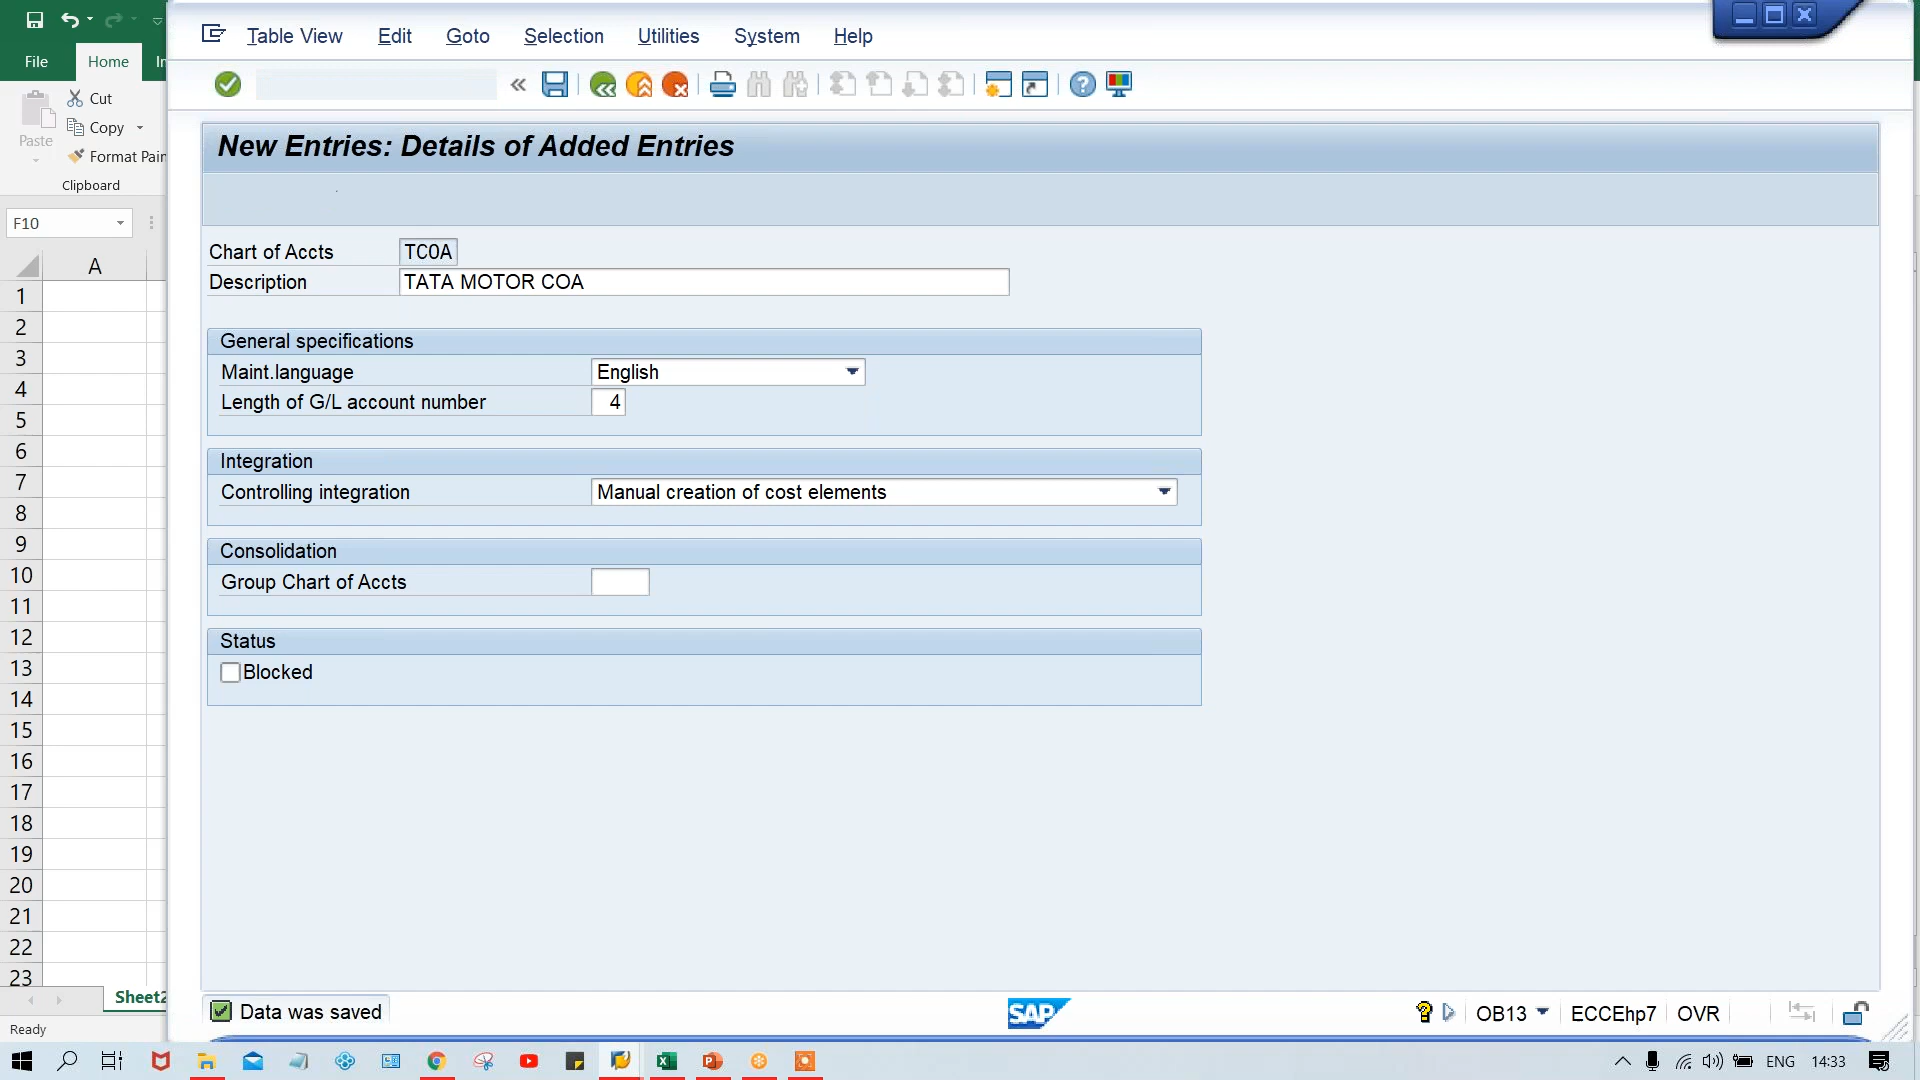 Table View Edit Goto Selection Utilities System Help
File Home
Cut
Copy
Paste
Format Pain
Clipboard
F10
New Entries: Details of Added Entries
Chart of Accts TCOA
Description TATA MOTOR COA
General specifications
Maint.language English
Length of G/L account number 4
Integration
Controlling integration Manual creation of cost elements
Consolidation
Group Chart of Accts
Status
Blocked
A
1
2
3
4
5
6
7
8
9
10
11
12
13
14
15
16
17
18
19
20
21
22
23
Sheet2
Data was saved SAP OB13 ECCEhp7 OVR
Ready
ENG 14:33